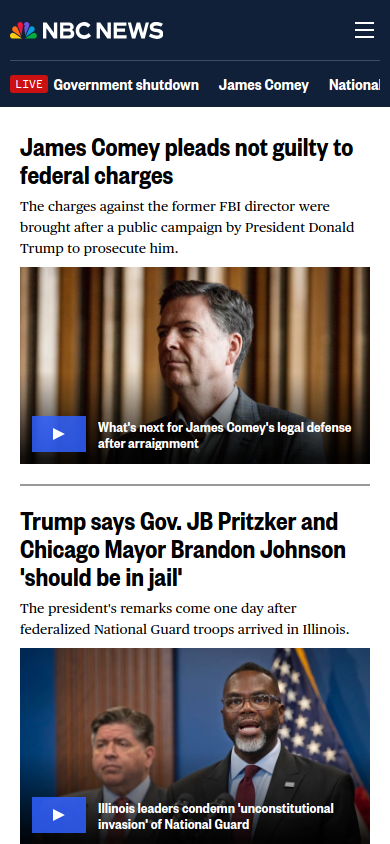 NBC NEWS
LIVE Government shutdown James Comey National
James Comey pleads not guilty to
federal charges
The charges against the former FBI director were
brought after a public campaign by President Donald
Trump to prosecute him.
What's next for James Comey's legal defense
after arraignment
Trump says Gov. JB Pritzker and
Chicago Mayor Brandon Johnson
'should be in jail'
The president's remarks come one day after
federalized National Guard troops arrived in Illinois.
Illinois leaders condemn 'unconstitutional
invasion' of National Guard